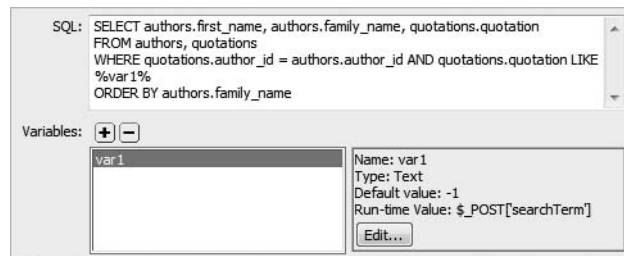 SQL: SELECT authors.first_name, authors.family_name, quotations.quotation
FROM authors, quotations
WHERE quotations.author_id = authors.author_id AND quotations.quotation LIKE
%var1%
ORDER BY authors.family_name
Variables: + −
var1
Name: var1
Type: Text
Default value: -1
Run-time Value: $_POST['searchTerm']
Edit...